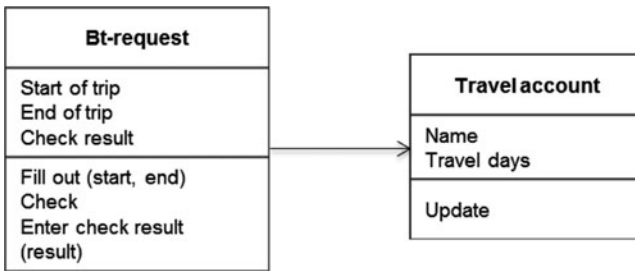 Bt-request
Start of trip
End of trip
Check result
Fill out (start, end)
Check
Enter check result
(result)
Travel account
Name
Travel days
Update